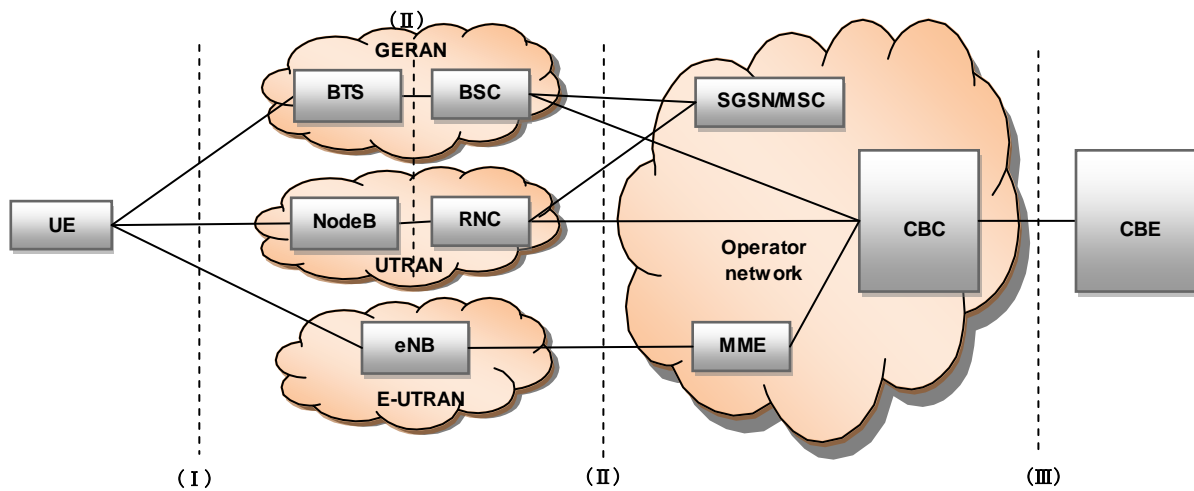 (Ⅱ)
GERAN
BTS
BSC
SGSN/MSC
UE
NodeB
RNC
UTRAN
Operator
network
CBC
CBE
eNB
MME
E-UTRAN
(Ⅰ)
(Ⅱ)
(Ⅲ)